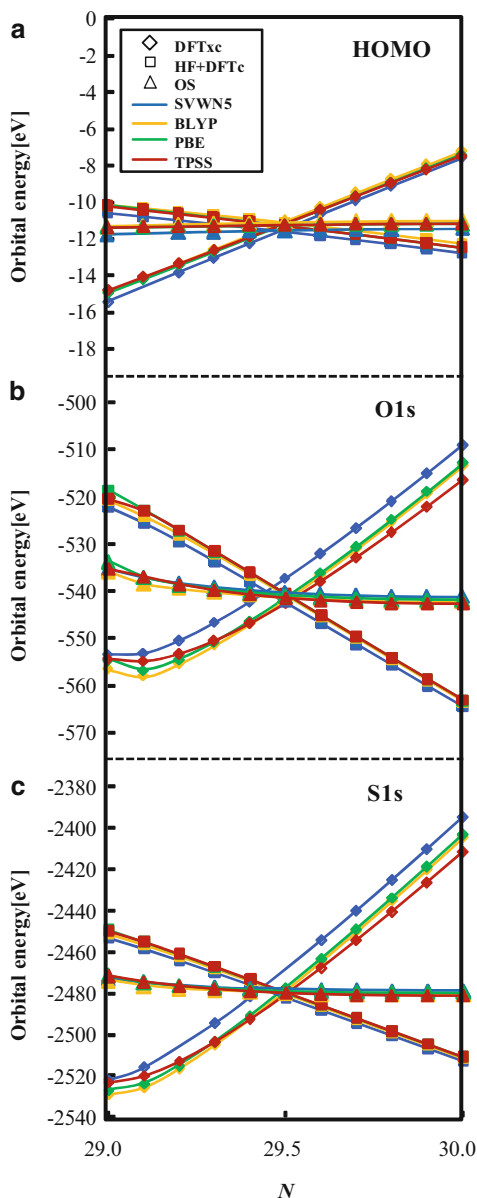 a
0
-2
-4
-6
-8
-10
-12
-14
-16
-18
Orbital energy[eV]
HOMO
DFTxc
HF+DFTc
OS
SVWN5
BLYP
PBE
TPSS
b
-500
-510
-520
-530
-540
-550
-560
-570
Orbital energy[eV]
O1s
c
-2380
-2400
-2420
-2440
-2460
-2480
-2500
-2520
-2540
Orbital energy[eV]
S1s
29.0
29.5
30.0
N